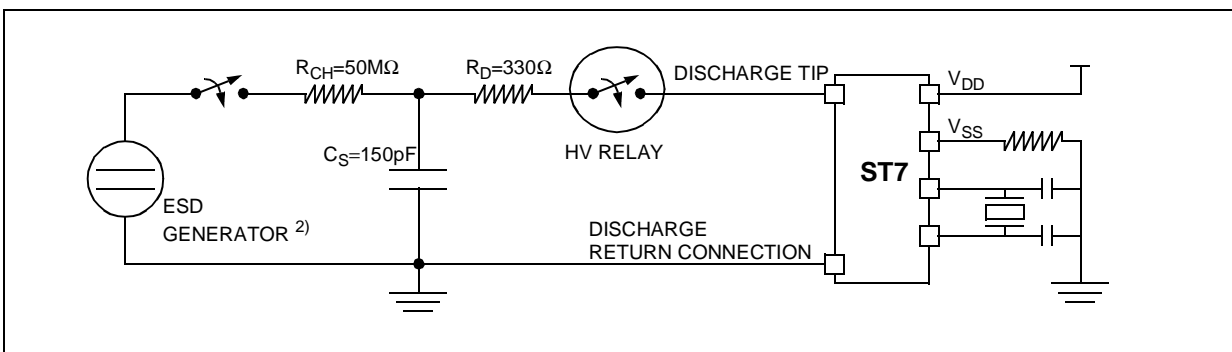 R_CH=50MΩ
R_D=330Ω
DISCHARGE TIP
V_DD
V_SS
C_S=150pF
HV RELAY
ST7
ESD
GENERATOR 2)
DISCHARGE
RETURN CONNECTION